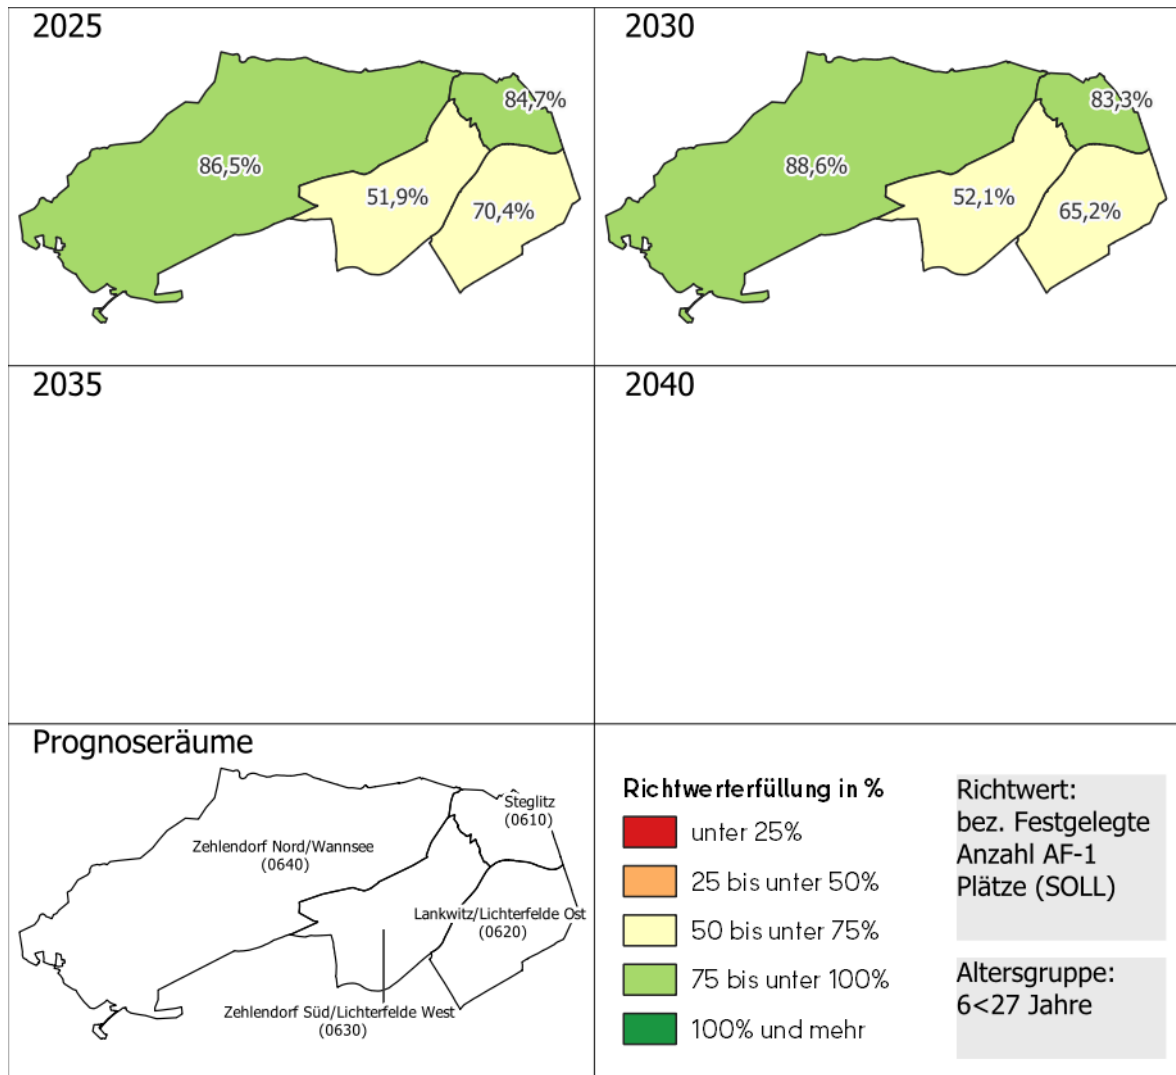 2025
84,7%
86,5%
51,9%
70,4%
2030
83,3%
88,6%
52,1%
65,2%
2035
2040
Prognoseräume
Steglitz
(0610)
Zehlendorf Nord/Wannsee
(0640)
Lankwitz/Lichterfelde Ost
(0620)
Zehlendorf Süd/Lichterfelde West
(0630)
Richtwerterfüllung in %
unter 25%
25 bis unter 50%
50 bis unter 75%
75 bis unter 100%
100% und mehr
Richtwert:
bez. Festgelegte
Anzahl AF-1
Plätze (SOLL)
Altersgruppe:
6<27 Jahre